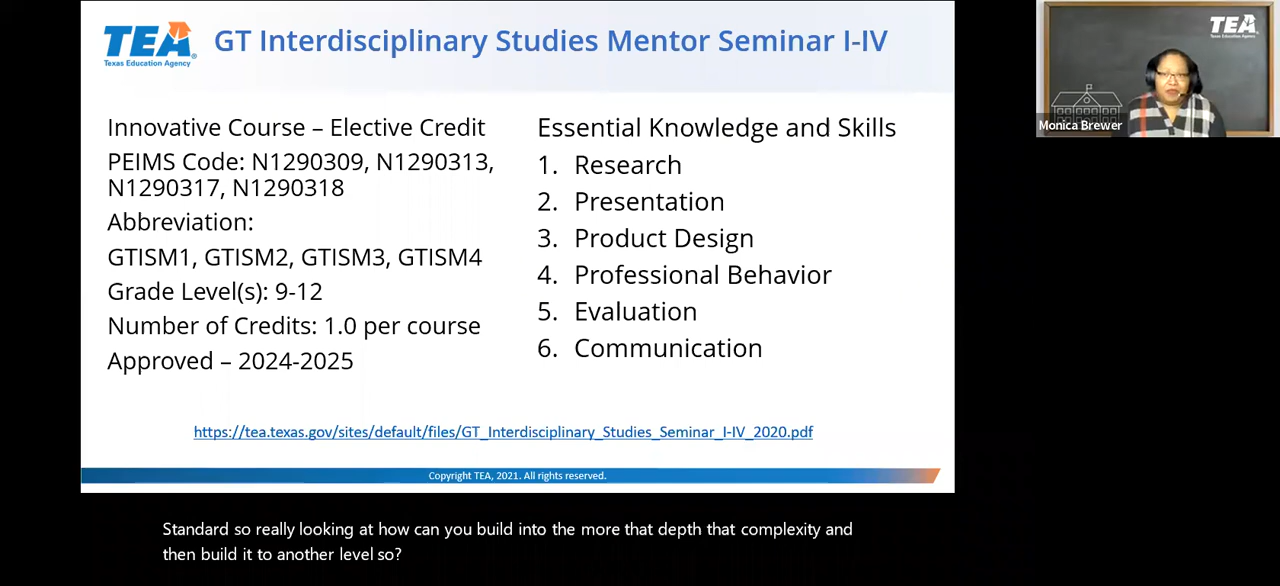 TEA
Texas Education Agency
GT Interdisciplinary Studies Mentor Seminar I-IV
Innovative Course – Elective Credit
PEIMS Code: N1290309, N1290313,
N1290317, N1290318
Abbreviation:
GTISM1, GTISM2, GTISM3, GTISM4
Grade Level(s): 9-12
Number of Credits: 1.0 per course
Approved – 2024-2025
Essential Knowledge and Skills
1. Research
2. Presentation
3. Product Design
4. Professional Behavior
5. Evaluation
6. Communication
https://tea.texas.gov/sites/default/files/GT_Interdisciplinary_Studies_Seminar_I-IV_2020.pdf
Copyright TEA, 2021. All rights reserved.
TEA
Texas Education Agency
Monica Brewer
Standard so really looking at how can you build into the more that depth that complexity and
then build it to another level so?